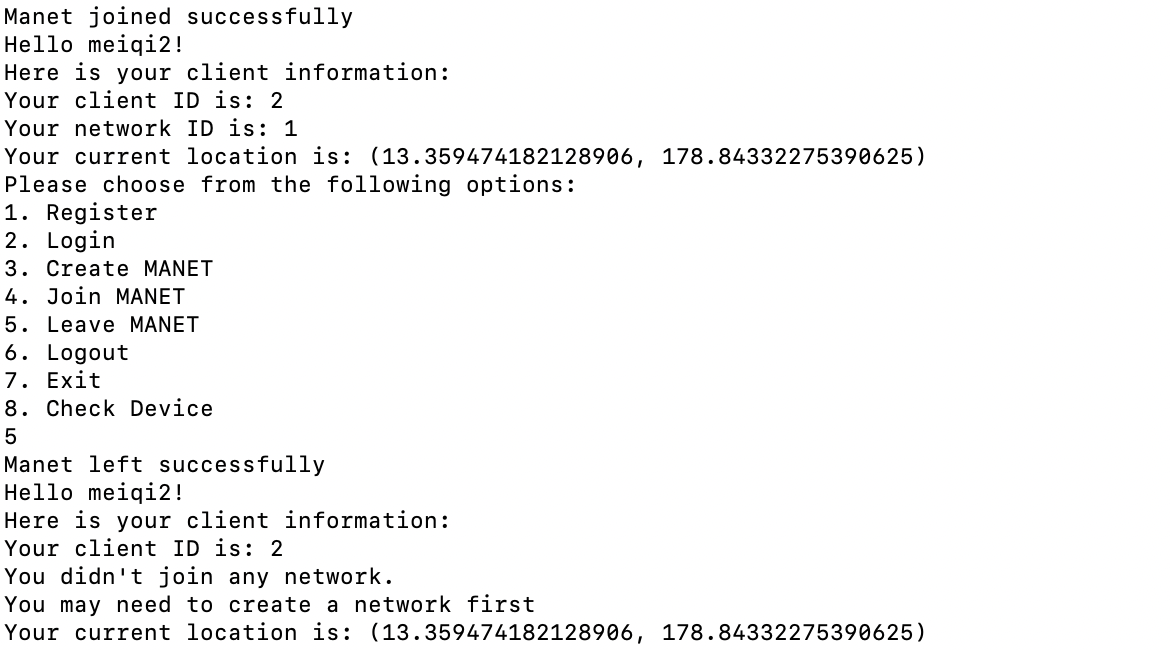 Manet joined successfully
Hello meiqi2!
Here is your client information:
Your client ID is: 2
Your network ID is: 1
Your current location is: (13.359474182128906, 178.84332275390625)
Please choose from the following options:
1. Register
2. Login
3. Create MANET
4. Join MANET
5. Leave MANET
6. Logout
7. Exit
8. Check Device
5
Manet left successfully
Hello meiqi2!
Here is your client information:
Your client ID is: 2
You didn't join any network.
You may need to create a network first
Your current location is: (13.359474182128906, 178.84332275390625)